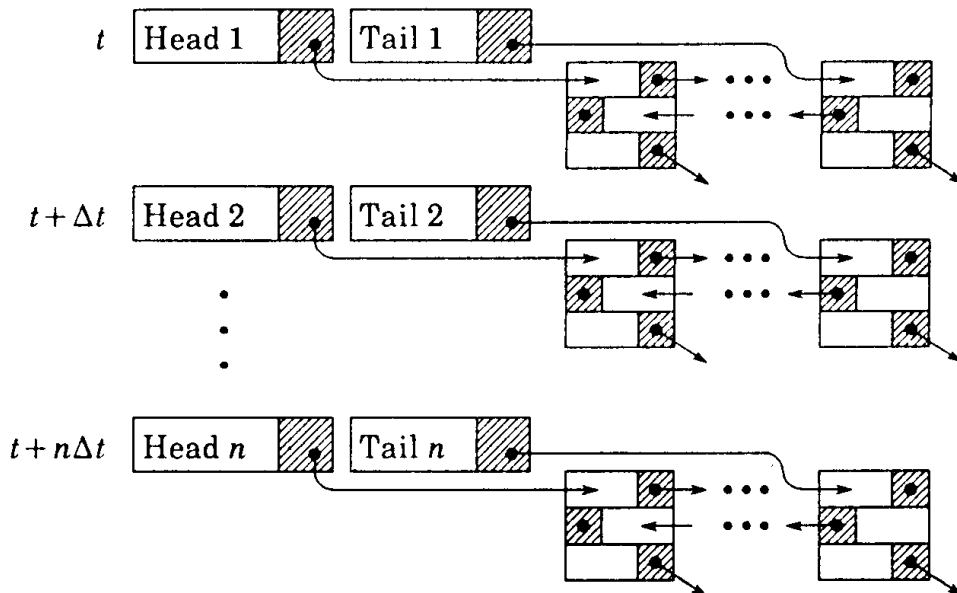 t Head 1 Tail 1
t + Δt Head 2 Tail 2
t + nΔt Head n Tail n